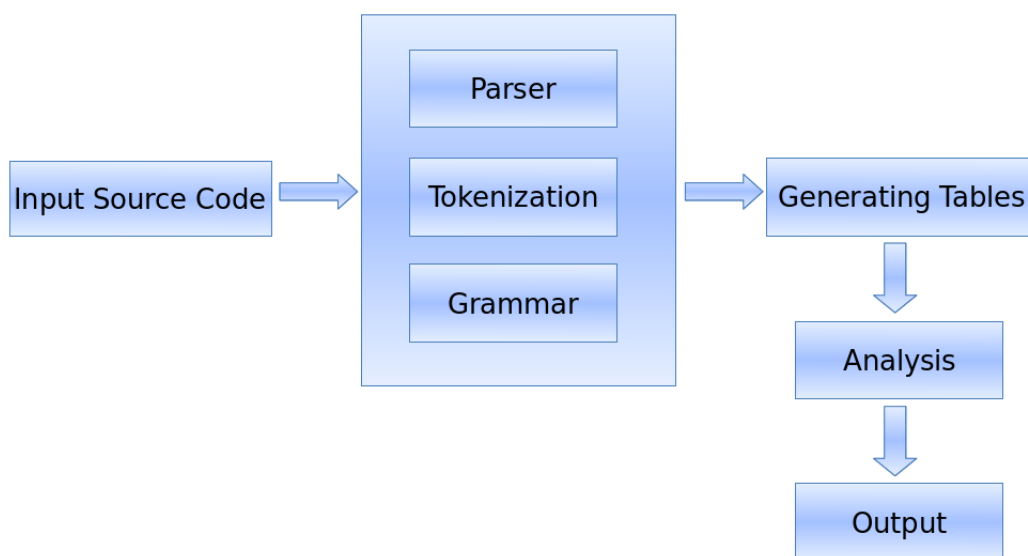 Input Source Code
Parser
Tokenization
Grammar
Generating Tables
Analysis
Output